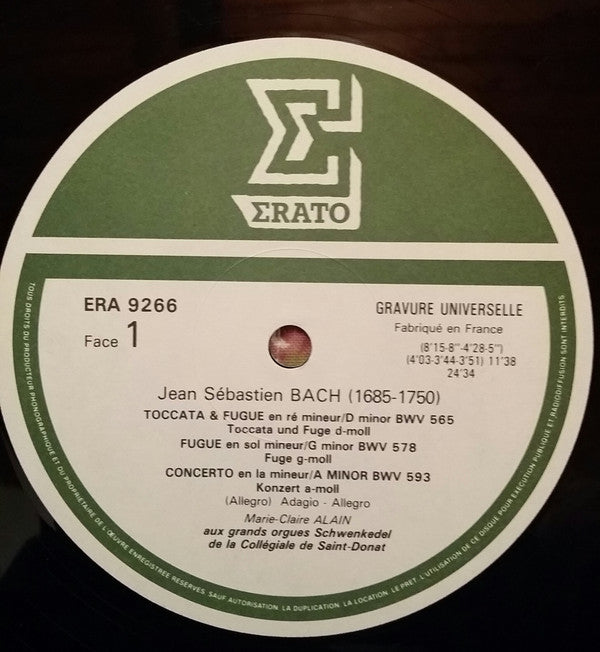 ΣRATO
ERA 9266
Face 1
GRAVURE UNIVERSELLE
Fabriqué en France
(8'15-8''-4'28-5'')
(4'03-3'44-3'51) 11'38
24'34
Jean Sébastien BACH (1685-1750)
TOCCATA & FUGUE en ré mineur/D minor BWV 565
Toccata und Fuge d-moll
FUGUE en sol mineur/G minor BWV 578
Fuge g-moll
CONCERTO en la mineur/A MINOR BWV 593
Konzert a-moll
(Allegro) Adagio - Allegro
Marie-Claire ALAIN
aux grands orgues Schwenkedel
de la Collégiale de Saint-Donat
TOUS DROITS DU PRODUCTEUR PHONOGRAPHIQUE ET DU PROPRIETAIRE DE L'ŒUVRE ENREGISTREE RESERVES. SAUF AUTORISATION, LA DUPLICATION, LA LOCATION, LE PRET, L'UTILISATION DE CE DISQUE POUR EXECUTION PUBLIQUE ET RADIODIFFUSION SONT INTERDITS